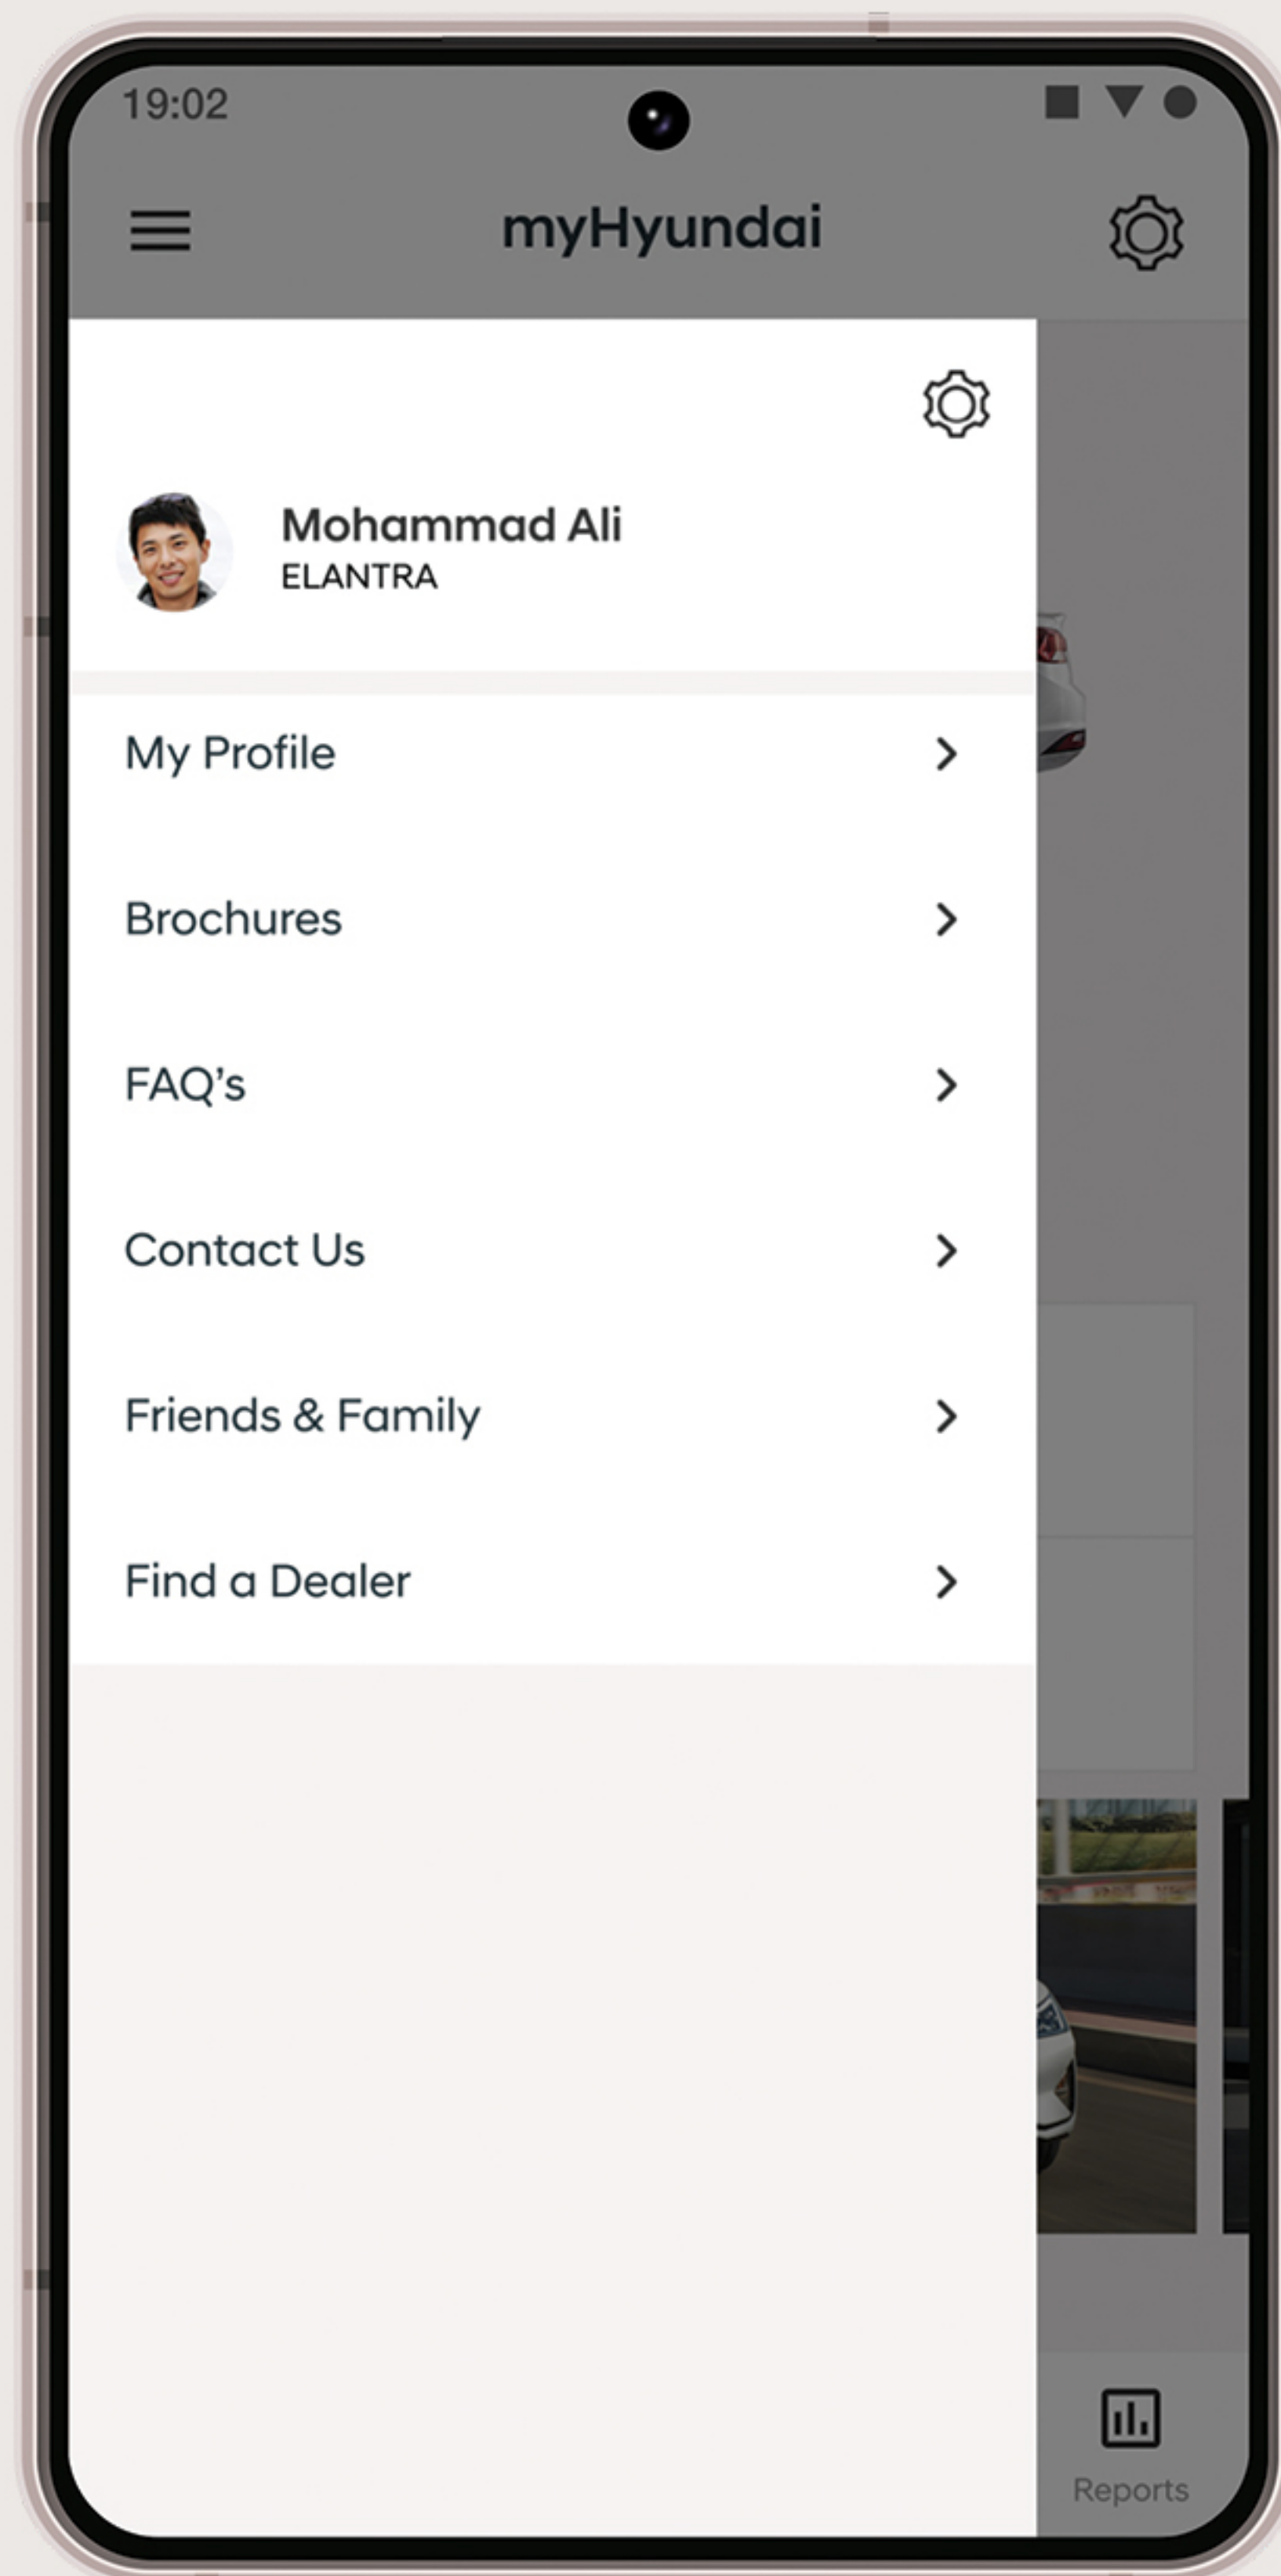 19:02
myHyundai
Mohammad Ali
ELANTRA
My Profile
Brochures
FAQ’s
Contact Us
Friends & Family
Find a Dealer
Reports